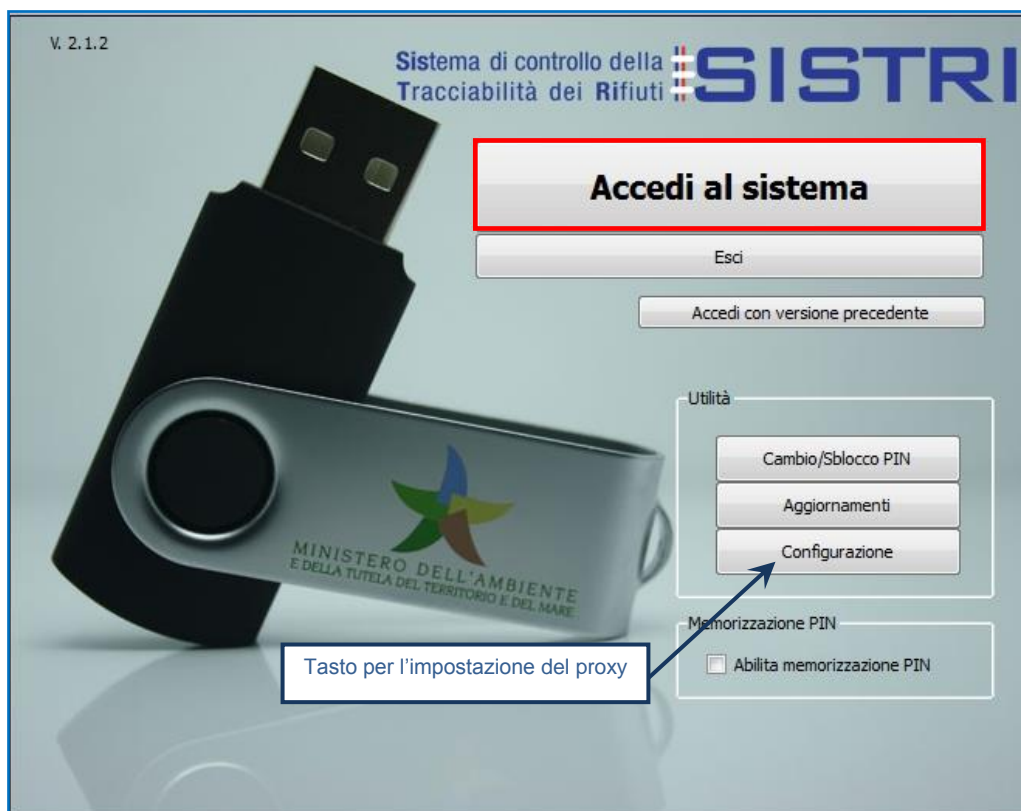 V. 2.1.2
Sistema di controllo della
Tracciabilità dei Rifiuti
SISTRI
Accedi al sistema
Esci
Accedi con versione precedente
Utilità
Cambio/Sblocco PIN
Aggiornamenti
Configurazione
MINISTERO DELL'AMBIENTE
E DELLA TUTELA DEL TERRITORIO E DEL MARE
Memorizzazione PIN
Tasto per l’impostazione del proxy
Abilita memorizzazione PIN